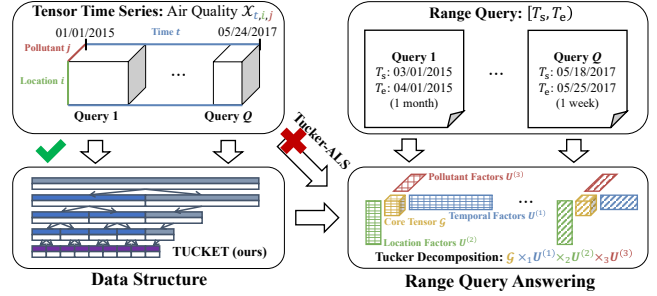 Tensor Time Series: Air Quality 𝒳ₜ,ᵢ,ⱼ
01/01/2015
Time t
05/24/2017
Pollutant j
Location i
...
Query 1
Query Q
Range Query: [Tₛ, Tₑ)
Query 1
Tₛ: 03/01/2015
Tₑ: 04/01/2015
(1 month)
...
Query Q
Tₛ: 05/18/2017
Tₑ: 05/25/2017
(1 week)
Tucker-ALS
TUCKET (ours)
Data Structure
Pollutant Factors U⁽³⁾
...
Core Tensor 𝒢
Temporal Factors U⁽¹⁾
Location Factors U⁽²⁾
Tucker Decomposition: 𝒢 ×₁U⁽¹⁾×₂U⁽²⁾×₃U⁽³⁾
Range Query Answering